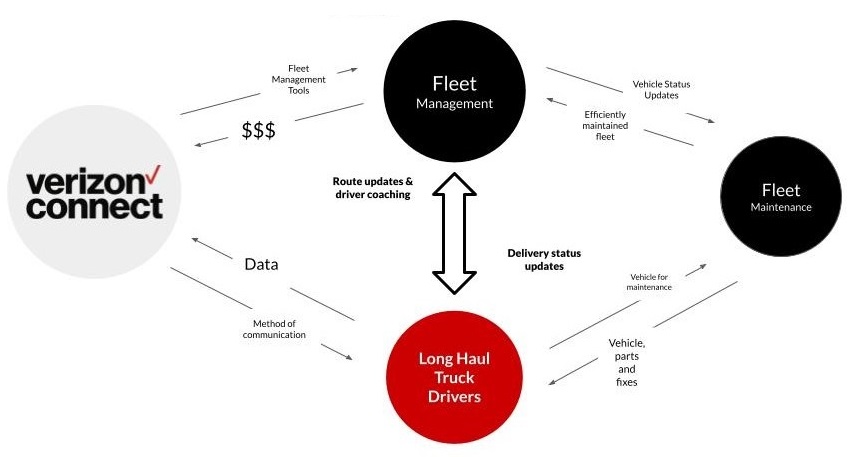 Fleet
Management
Tools
$$$
Fleet
Management
Vehicle Status
Updates
Efficiently
maintained
fleet
verizon✓
connect
Route updates &
driver coaching
Fleet
Maintenance
Delivery status
updates
Data
Vehicle for
maintenance
Method of
communication
Long Haul
Truck
Drivers
Vehicle,
parts
and
fixes